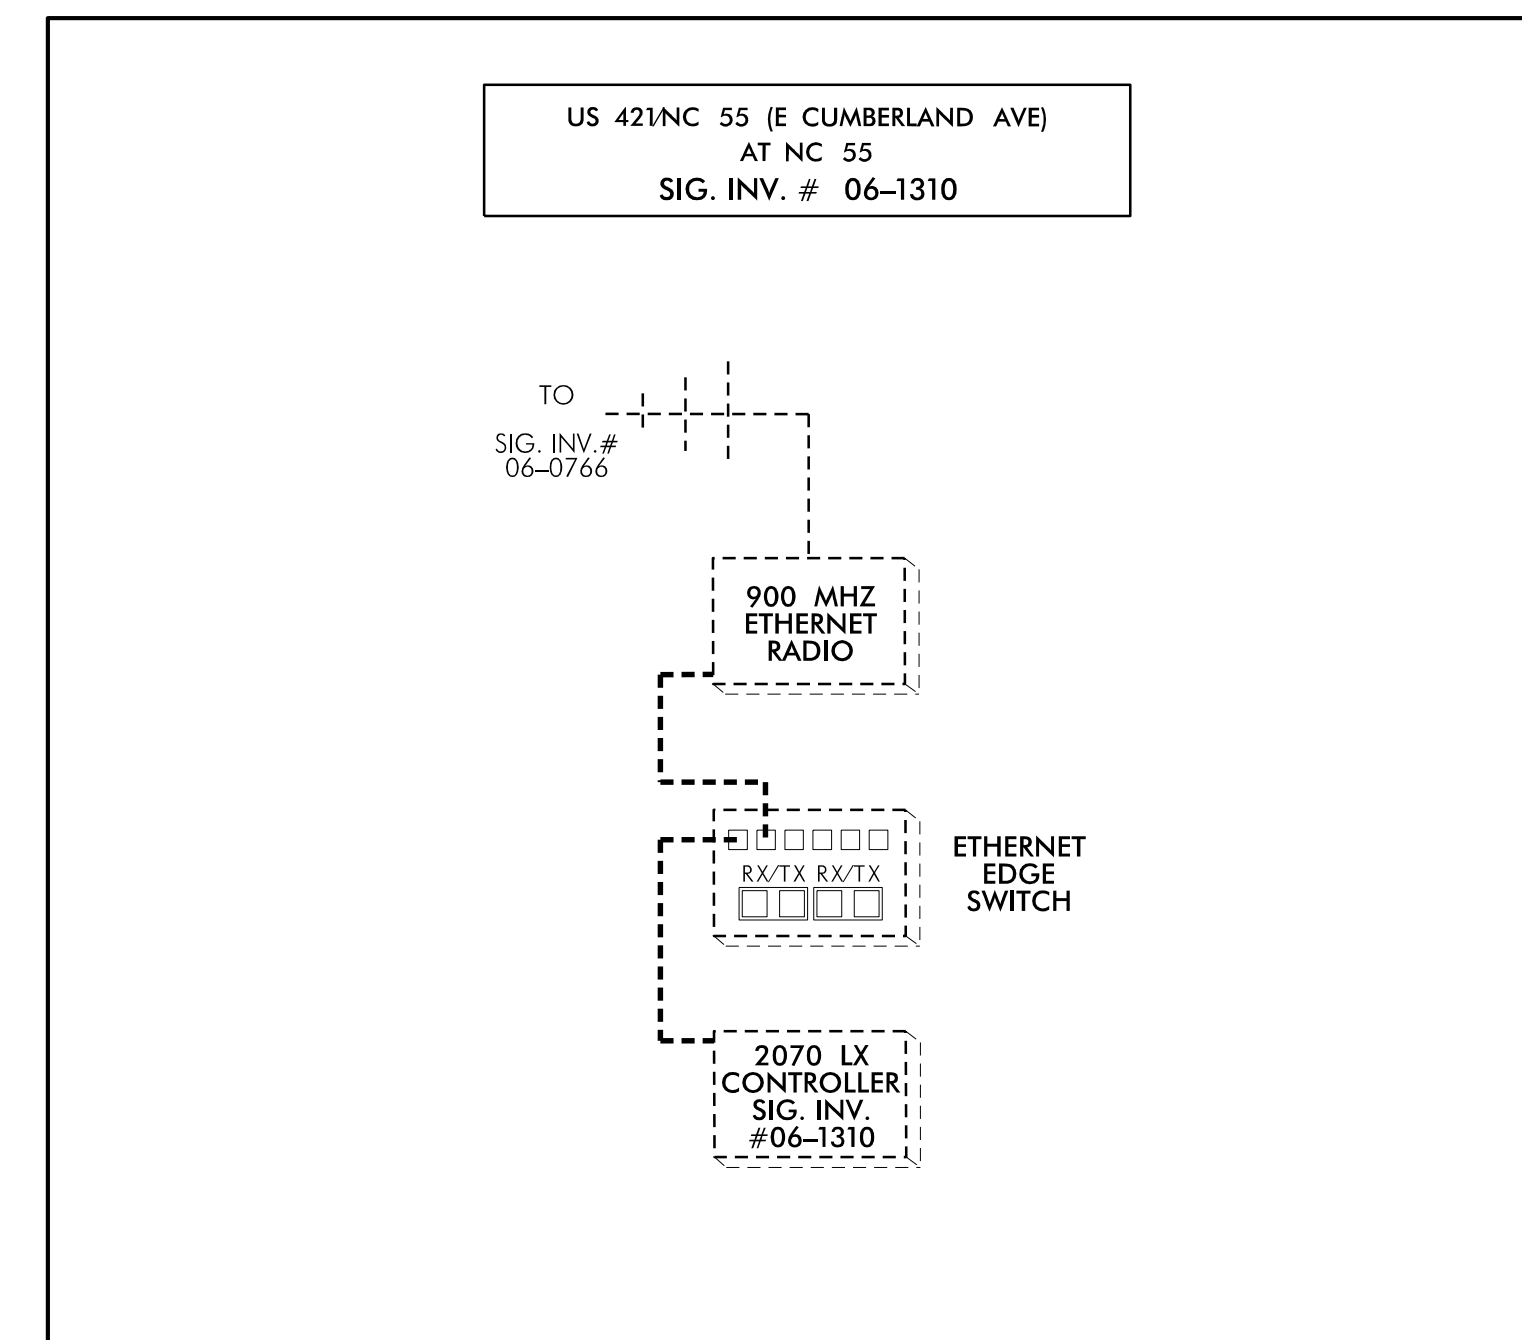 US 421/NC 55 (E CUMBERLAND AVE)
AT NC 55
SIG. INV. # 06–1310
TO
SIG. INV.#
06–0766
900 MHZ
ETHERNET
RADIO
RX/TX RX/TX
ETHERNET
EDGE
SWITCH
2070 LX
CONTROLLER
SIG. INV.
#06–1310